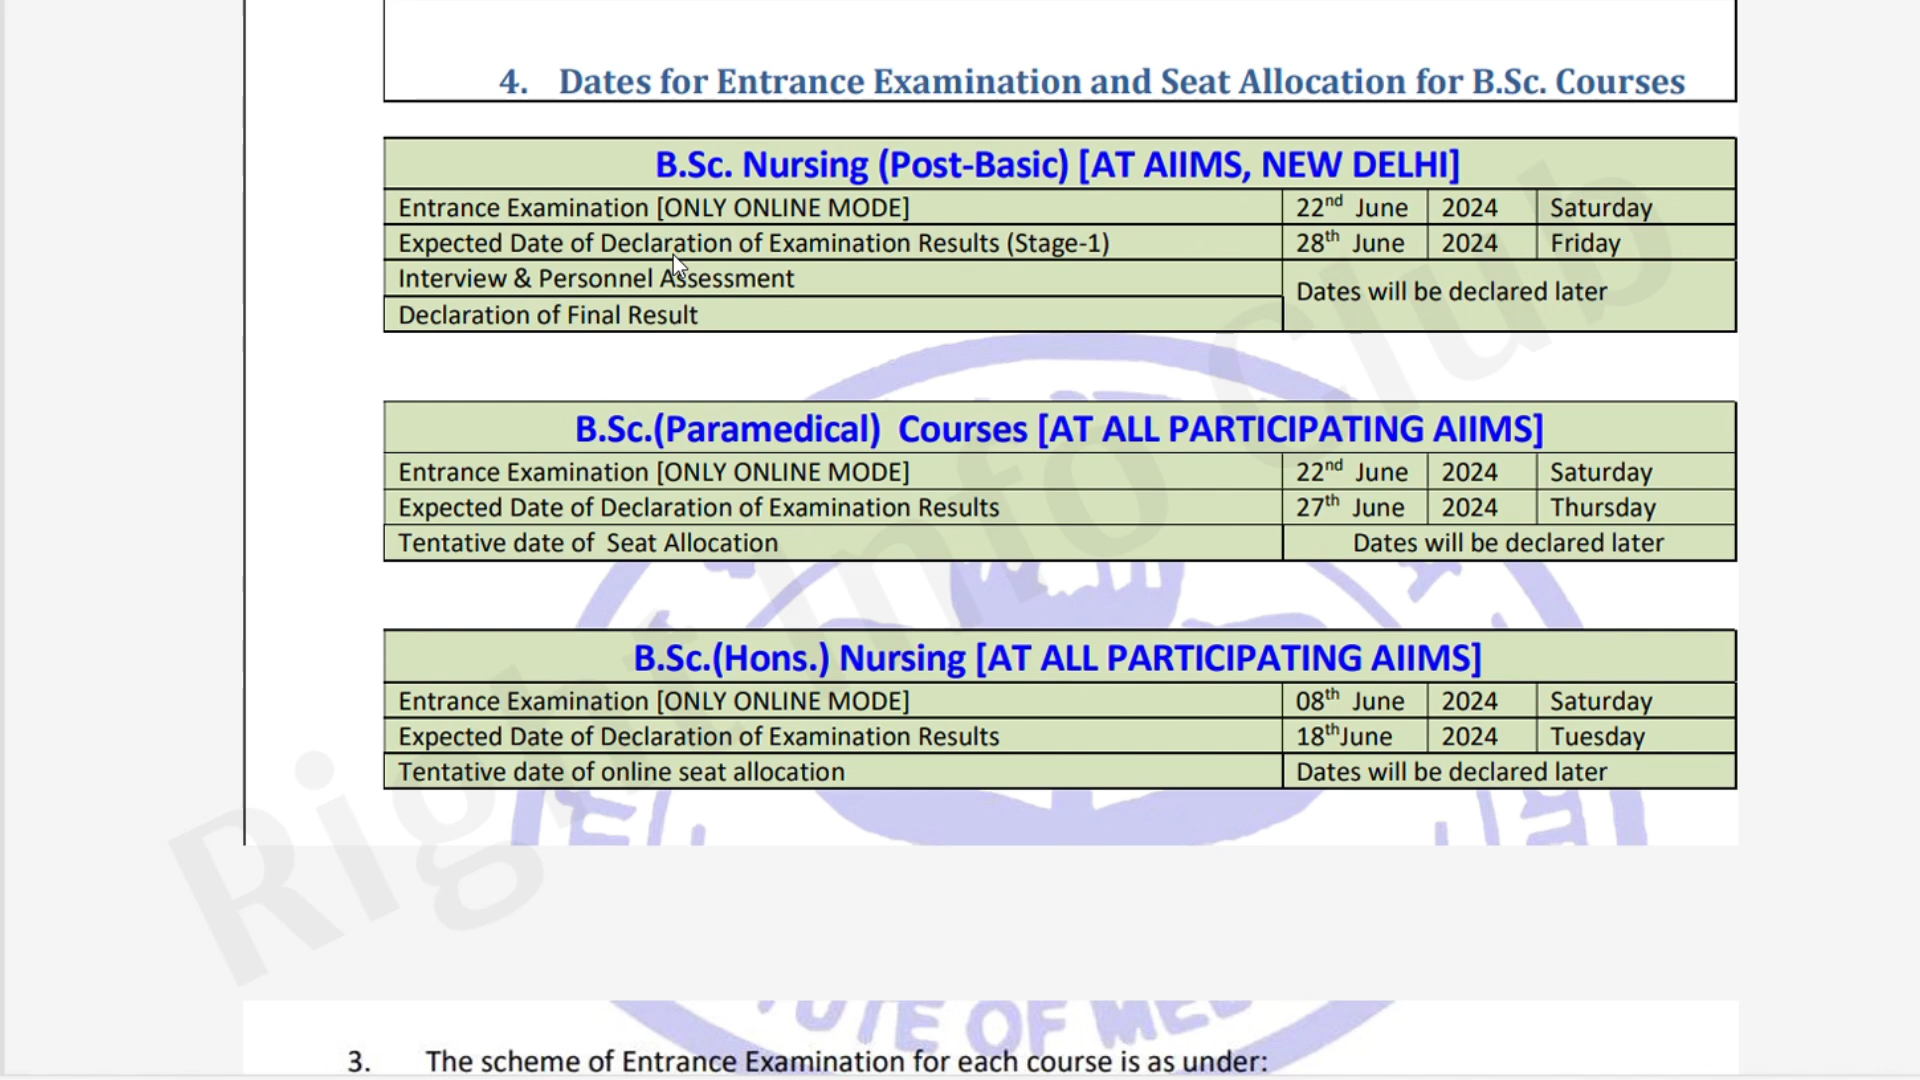 4. Dates for Entrance Examination and Seat Allocation for B.Sc. Courses
B.Sc. Nursing (Post-Basic) [AT AIIMS, NEW DELHI]
Entrance Examination [ONLY ONLINE MODE] 22nd June 2024 Saturday
Expected Date of Declaration of Examination Results (Stage-1) 28th June 2024 Friday
Interview & Personnel Assessment
Dates will be declared later
Declaration of Final Result
B.Sc.(Paramedical) Courses [AT ALL PARTICIPATING AIIMS]
Entrance Examination [ONLY ONLINE MODE] 22nd June 2024 Saturday
Expected Date of Declaration of Examination Results 27th June 2024 Thursday
Tentative date of Seat Allocation Dates will be declared later
B.Sc.(Hons.) Nursing [AT ALL PARTICIPATING AIIMS]
Entrance Examination [ONLY ONLINE MODE] 08th June 2024 Saturday
Expected Date of Declaration of Examination Results 18thJune 2024 Tuesday
Tentative date of online seat allocation Dates will be declared later
Right Info Club
OF
3. The scheme of Entrance Examination for each course is as under: